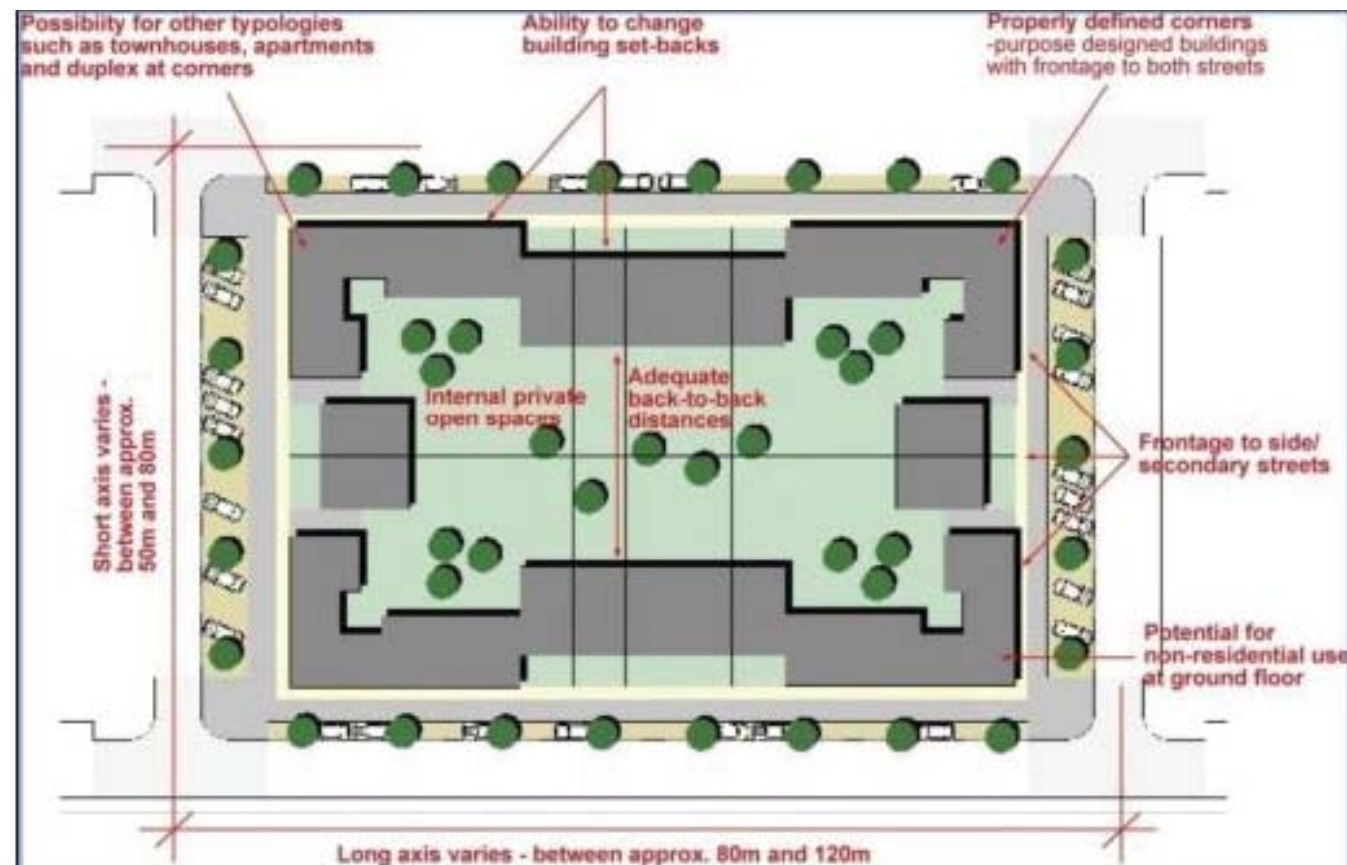 Possibiity for other typologies
such as townhouses, apartments
and duplex at corners
Ability to change
building set-backs
Properly defined corners
-purpose designed buildings
with frontage to both streets
Internal private
open spaces
Adequate
back-to-back
distances
Frontage to side/
secondary streets
Short axis varies -
between approx.
50m and 80m
Potential for
non-residential use
at ground floor
Long axis varies - between approx. 80m and 120m